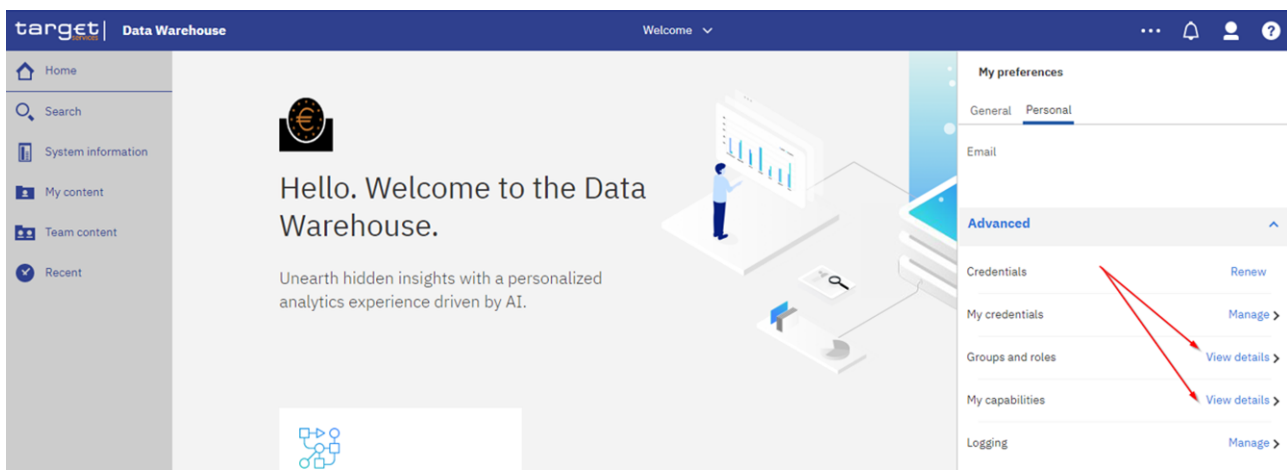 target services | Data Warehouse
Welcome
Home
Search
System information
My content
Team content
Recent
Hello. Welcome to the Data
Warehouse.
Unearth hidden insights with a personalized
analytics experience driven by AI.
My preferences
General Personal
Email
Advanced
Credentials Renew
My credentials Manage
Groups and roles View details
My capabilities View details
Logging Manage